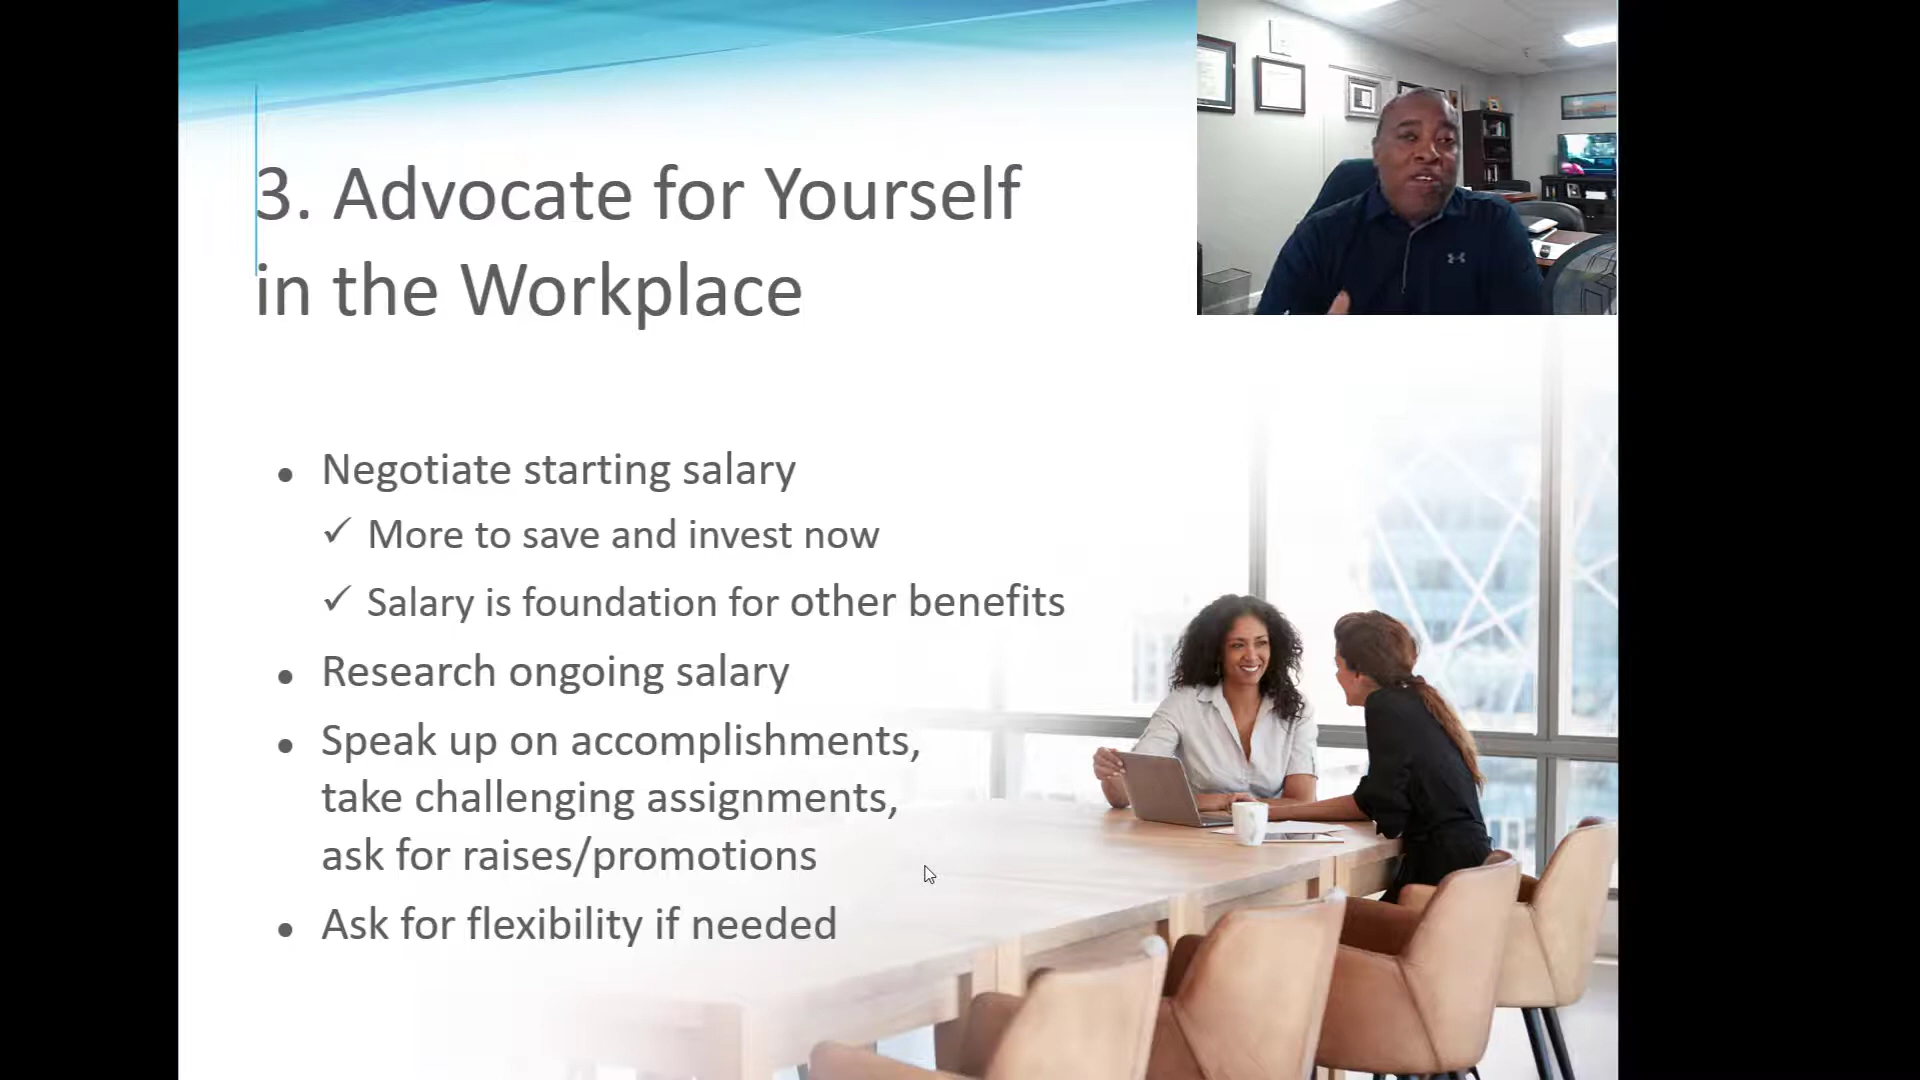 3. Advocate for Yourself
in the Workplace
• Negotiate starting salary
✓ More to save and invest now
✓ Salary is foundation for other benefits
• Research ongoing salary
• Speak up on accomplishments,
take challenging assignments,
ask for raises/promotions
• Ask for flexibility if needed